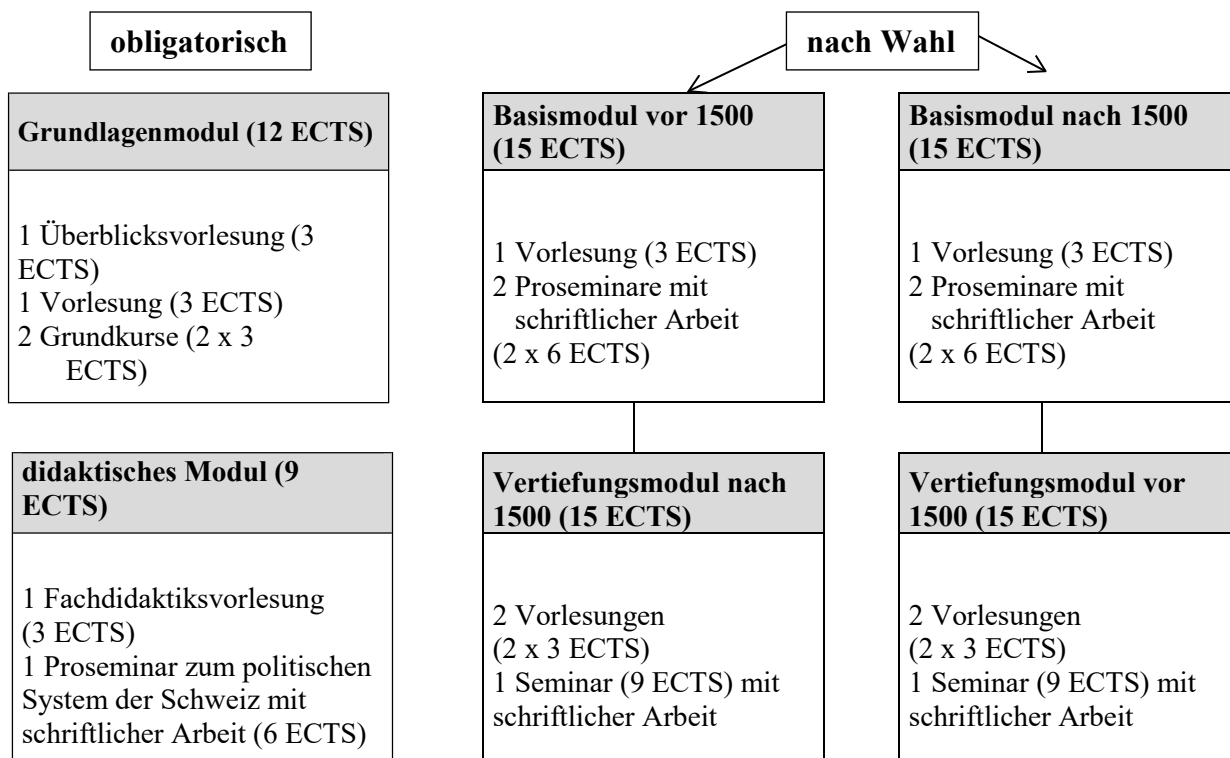 obligatorisch
nach Wahl
Grundlagenmodul (12 ECTS)
1 Überblicksvorlesung (3
ECTS)
1 Vorlesung (3 ECTS)
2 Grundkurse (2 x 3
ECTS)
Basismodul vor 1500
(15 ECTS)
1 Vorlesung (3 ECTS)
2 Proseminare mit
schriftlicher Arbeit
(2 x 6 ECTS)
Basismodul nach 1500
(15 ECTS)
1 Vorlesung (3 ECTS)
2 Proseminare mit
schriftlicher Arbeit
(2 x 6 ECTS)
didaktisches Modul (9
ECTS)
1 Fachdidaktiksvorlesung
(3 ECTS)
1 Proseminar zum politischen
System der Schweiz mit
schriftlicher Arbeit (6 ECTS)
Vertiefungsmodul nach
1500 (15 ECTS)
2 Vorlesungen
(2 x 3 ECTS)
1 Seminar (9 ECTS) mit
schriftlicher Arbeit
Vertiefungsmodul vor
1500 (15 ECTS)
2 Vorlesungen
(2 x 3 ECTS)
1 Seminar (9 ECTS) mit
schriftlicher Arbeit